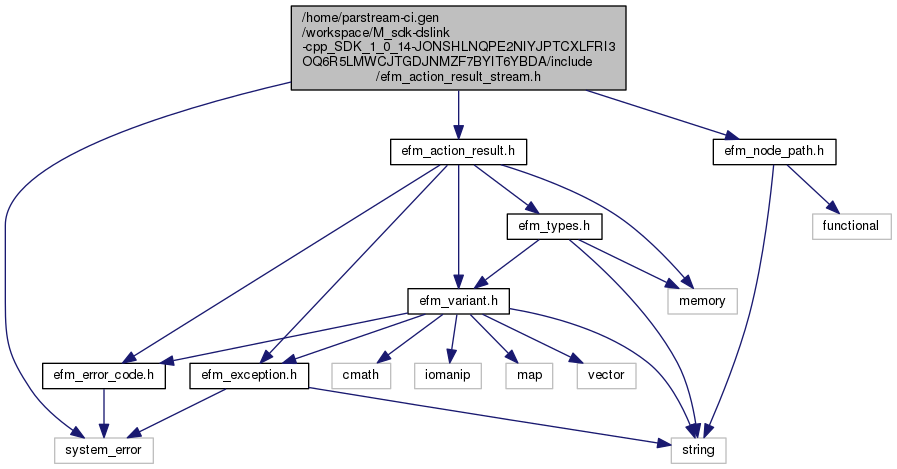 /home/parstream-ci.gen
/workspace/M_sdk-dslink
-cpp_SDK_1_0_14-JONSHLNQPE2NIYJPTCXLFRI3
OQ6R5LMWCJTGDJNMZF7BYIT6YBDA/include
/efm_action_result_stream.h
efm_action_result.h
efm_node_path.h
efm_types.h
functional
efm_variant.h
memory
efm_error_code.h
efm_exception.h
cmath
iomanip
map
vector
system_error
string